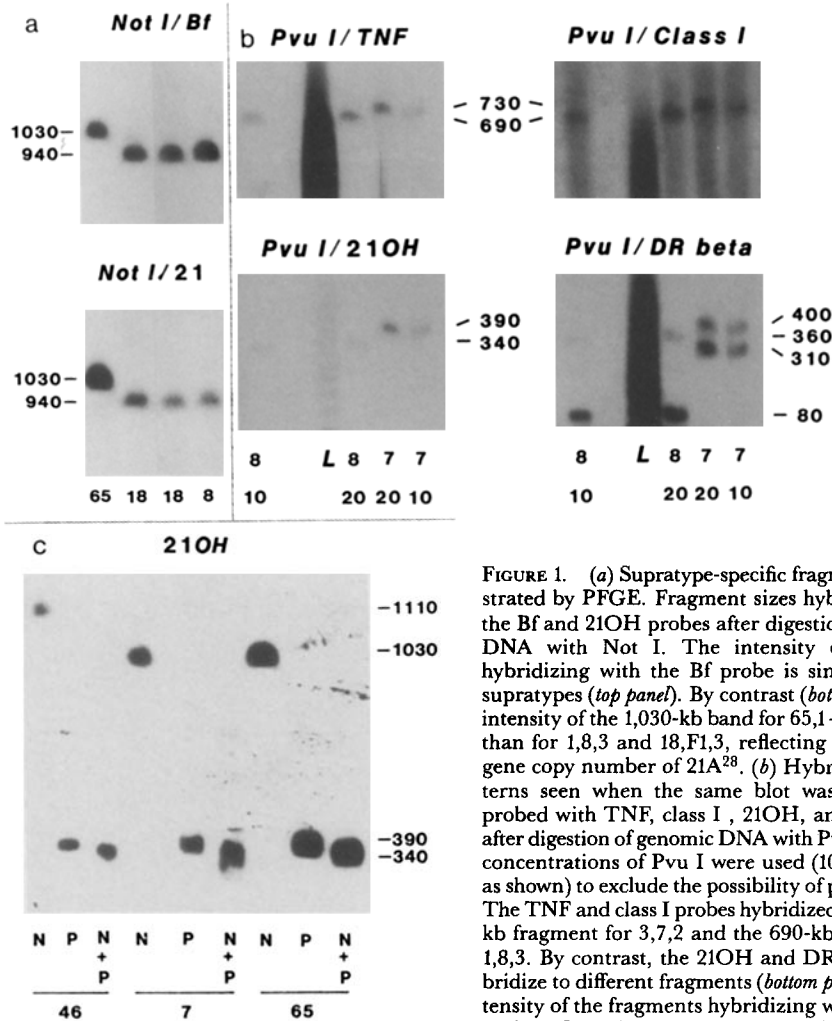 a
Not I/Bf
1030–
940–
Not I/21
1030–
940–
65 18 18 8
b
Pvu I/TNF
Pvu I/Class I
730
690
Pvu I/21OH
Pvu I/DR beta
390
340
400
360
310
80
8 L 8 7 7
10 20 20 10
8 L 8 7 7
10 20 20 10
c
21OH
–1110
–1030
–390
–340
N P N+P N P N+P N P N+P
46 7 65
FIGURE 1. (a) Supratype-specific fragm
strated by PFGE. Fragment sizes hyb
the Bf and 21OH probes after digestio
DNA with Not I. The intensity o
hybridizing with the Bf probe is sin
supratypes (top panel). By contrast (bot
intensity of the 1,030-kb band for 65,1-
than for 1,8,3 and 18,F1,3, reflecting
gene copy number of 21A28. (b) Hybr
terns seen when the same blot was
probed with TNF, class I , 21OH, an
after digestion of genomic DNA with P
concentrations of Pvu I were used (10
as shown) to exclude the possibility of p
The TNF and class I probes hybridized
kb fragment for 3,7,2 and the 690-kb
1,8,3. By contrast, the 21OH and DR
bridize to different fragments (bottom p
tensity of the fragments hybridizing w